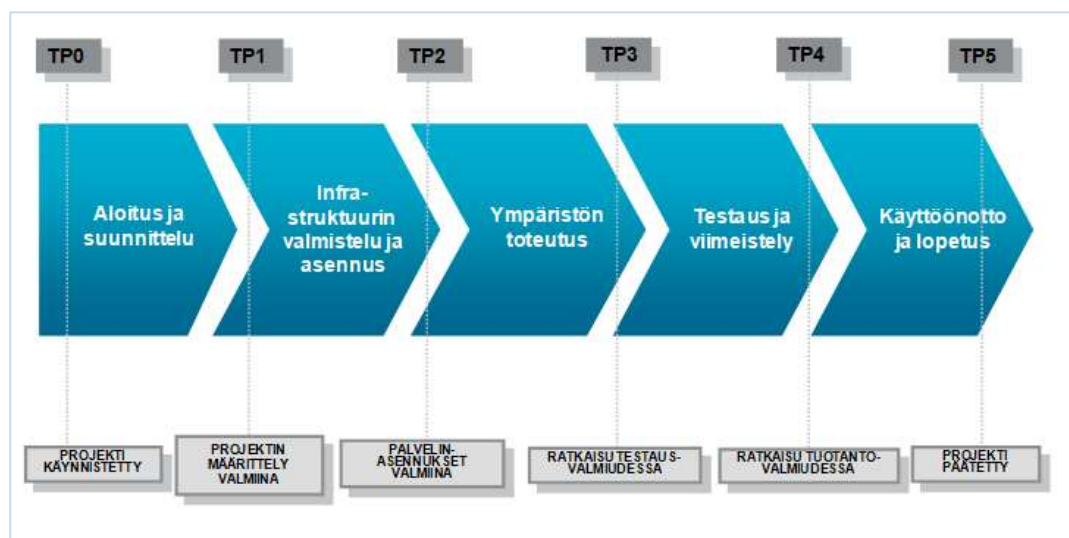 TP0
TP1
TP2
TP3
TP4
TP5
Aloitus ja
suunnittelu
Infra-
struktuurin
valmistelu ja
asennus
Ympäristön
toteutus
Testaus ja
viimeistely
Käyttöönotto
ja lopetus
PROJEKTI
KÄYNNISTETTY
PROJEKTIN
MÄÄRITTELY
VALMIINA
PALVELIN-
ASENNUKSET
VALMIINA
RATKAISU TESTAUS-
VALMIUDESSA
RATKAISU TUOTANTO-
VALMIUDESSA
PROJEKTI
PÄÄTETTY